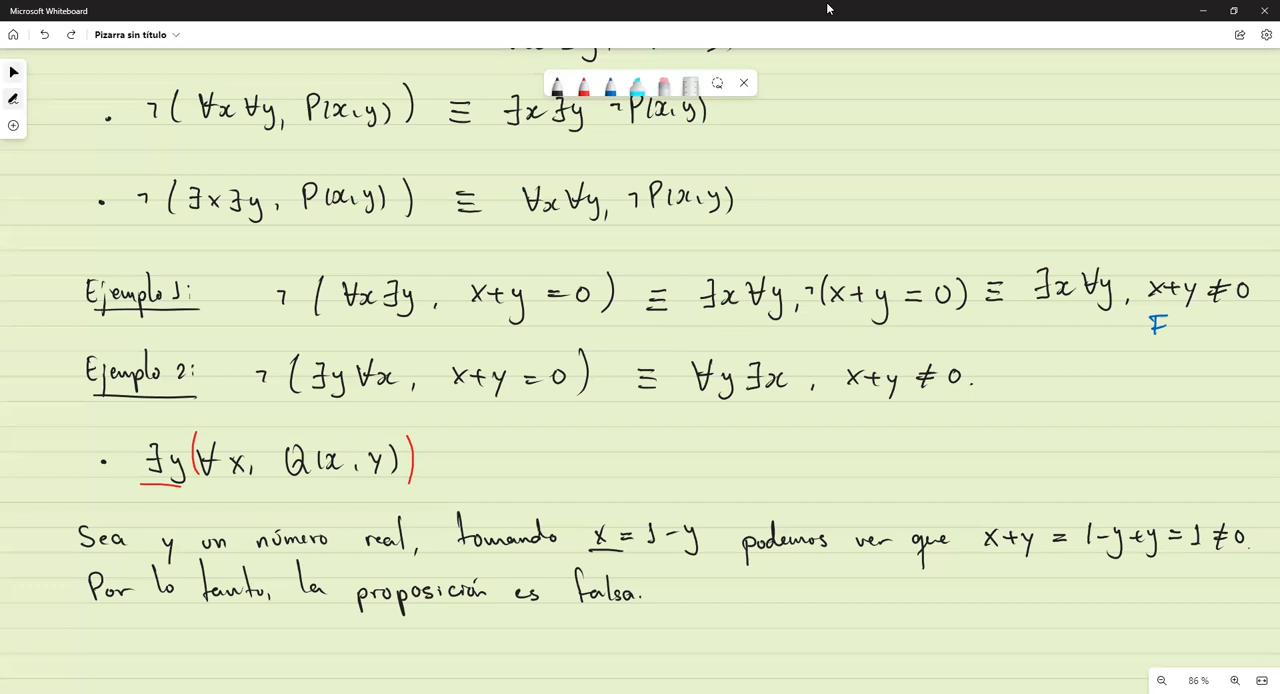 Microsoft Whiteboard
Pizarra sin título
. ¬(∀x∀y, P(x,y)) ≡ ∃x∃y ¬P(x,y)
. ¬(∃x∃y, P(x,y)) ≡ ∀x∀y, ¬P(x,y)
Ejemplo 1: ¬(∀x∃y, x+y=0) ≡ ∃x∀y, ¬(x+y=0) ≡ ∃x∀y, x+y≠0
F
Ejemplo 2: ¬(∃y∀x, x+y=0) ≡ ∀y∃x, x+y≠0.
. ∃y(∀x, Q(x,y))
Sea y un número real, tomando x=1-y podemos ver que x+y = 1-y+y=1≠0.
Por lo tanto, la proposición es falsa.
86 %